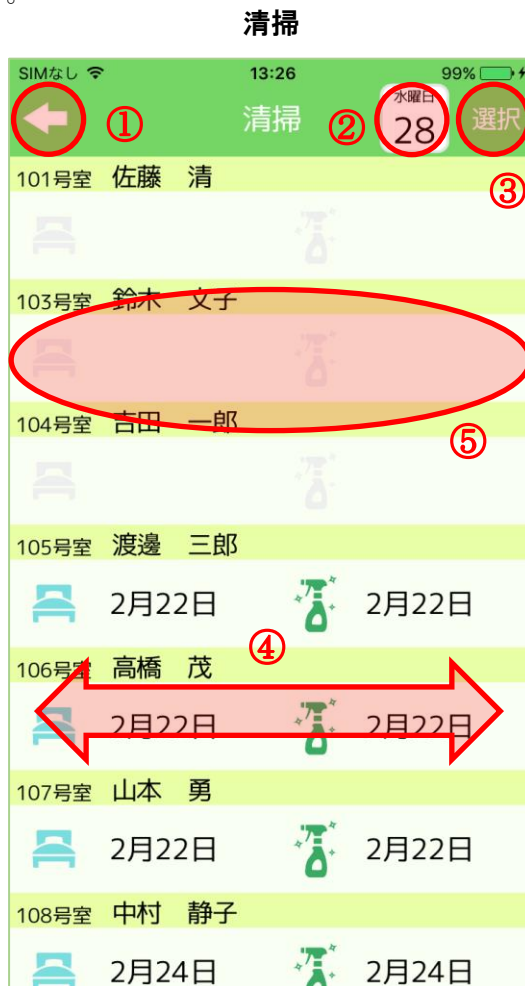 。
清掃
SIMなし 13:26 99%
① 清掃 ② 水曜日 28 選択
③
101号室 佐藤 清
103号室 鈴木 文子
104号室 吉田 一郎
⑤
105号室 渡邊 三郎
2月22日 2月22日
④
106号室 高橋 茂
2月22日 2月22日
107号室 山本 勇
2月22日 2月22日
108号室 中村 静子
2月24日 2月24日